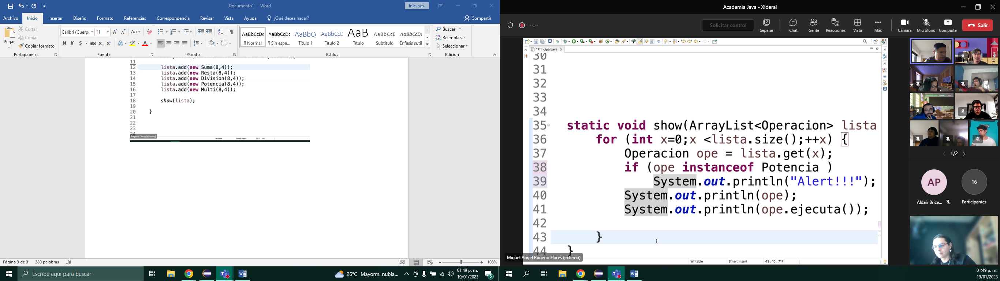 Documento1 - Word
Inic. ses.
Archivo Inicio Insertar Diseño Formato Referencias Correspondencia Revisar Vista Ayuda ¿Qué desea hacer? Compartir
Pegar
Cortar
Copiar
Copiar formato
Portapapeles
Calibri (Cuerpo 11
N K S abc x₂ x²
Fuente
Párrafo
AaBbCcDc AaBbCcDc AaBbCc AaBbCcD AaB AaBbCcD AaBbCcDc
¶ Normal ¶ Sin espa... Título 1 Título 2 Título Subtítulo Énfasis sutil
Estilos
Buscar
Reemplazar
Seleccionar
Edición
11
12 lista.add(new Suma(8,4));
13 lista.add(new Resta(8,4));
14 lista.add(new Division(8,4));
15 lista.add(new Potencia(8,4));
16 lista.add(new Multi(8,4));
17
18 show(lista);
19
20 }
21
22
23
24
Rugerio Flores (externo)
Writable Smart Insert 12 : 1 : 195
Página 3 de 3 280 palabras
108%
Escribe aquí para buscar
26°C Mayorm. nubla...
01:49 p. m.
19/01/2023
5
Academia Java - Xideral
--:--
Solicitar control
Separar Chat Gente Reacciones Vista Más Cámara Micrófono Comparte Salir
*Principal.java
30
31
32
33
34
35 static void show(ArrayList<Operacion> lista
36 for (int x=0;x <lista.size();++x) {
37 Operacion ope = lista.get(x);
38 if (ope instanceof Potencia )
39 System.out.println("Alert!!!");
40 System.out.println(ope);
41 System.out.println(ope.ejecuta());
42
43 }
44 }
Miguel Ángel Rugerio Flores (externo)
Writable Smart Insert 43 : 10 : 717
1/2
AP
16
Aldair Brice...
Participantes
01:49 p. m.
19/01/2023